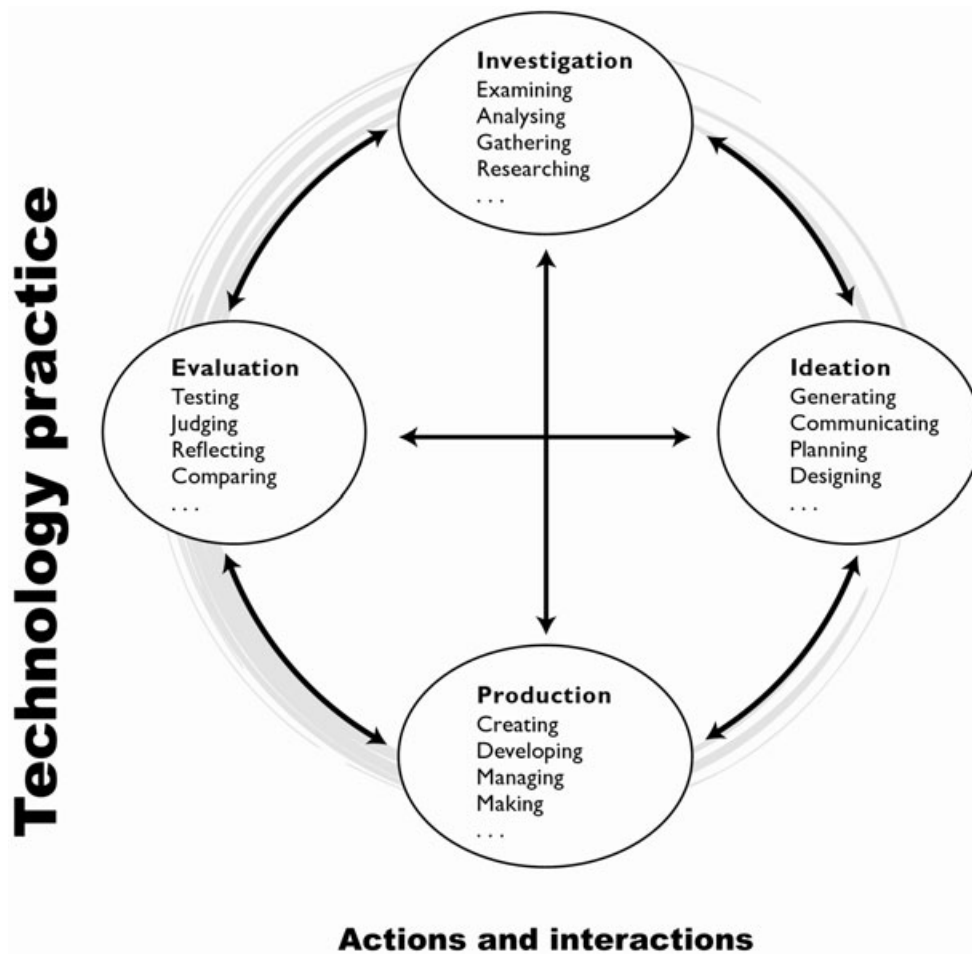 Technology practice
Investigation
Examining
Analysing
Gathering
Researching
. . .
Evaluation
Testing
Judging
Reflecting
Comparing
. . .
Ideation
Generating
Communicating
Planning
Designing
. . .
Production
Creating
Developing
Managing
Making
. . .
Actions and interactions